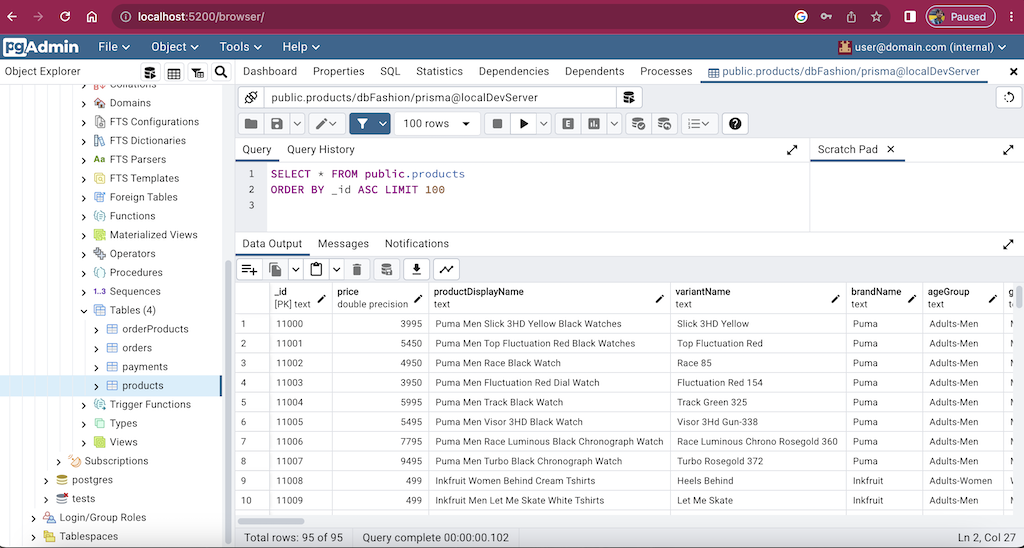 localhost:5200/browser/
Paused
pgAdmin File Object Tools Help user@domain.com (internal)
Object Explorer
Dashboard Properties SQL Statistics Dependencies Dependents Processes public.products/dbFashion/prisma@localDevServer
Collations
Domains
FTS Configurations
FTS Dictionaries
Aa FTS Parsers
FTS Templates
Foreign Tables
Functions
Materialized Views
Operators
Procedures
1..3 Sequences
Tables (4)
orderProducts
orders
payments
products
Trigger Functions
Types
Views
Subscriptions
postgres
tests
Login/Group Roles
Tablespaces
public.products/dbFashion/prisma@localDevServer
100 rows
E
Query Query History
Scratch Pad
1 SELECT * FROM public.products
2 ORDER BY _id ASC LIMIT 100
3
Data Output Messages Notifications
_id price productDisplayName variantName brandName ageGroup g
[PK] text double precision text text text text
1 11000 3995 Puma Men Slick 3HD Yellow Black Watches Slick 3HD Yellow Puma Adults-Men
2 11001 5450 Puma Men Top Fluctuation Red Black Watches Top Fluctuation Red Puma Adults-Men
3 11002 4950 Puma Men Race Black Watch Race 85 Puma Adults-Men
4 11003 3950 Puma Men Fluctuation Red Dial Watch Fluctuation Red 154 Puma Adults-Men
5 11004 5995 Puma Men Track Black Watch Track Green 325 Puma Adults-Men
6 11005 5495 Puma Men Visor 3HD Black Watch Visor 3Hd Gun-338 Puma Adults-Men
7 11006 7795 Puma Men Race Luminous Black Chronograph Watch Race Luminous Chrono Rosegold 360 Puma Adults-Men
8 11007 9495 Puma Men Turbo Black Chronograph Watch Turbo Rosegold 372 Puma Adults-Men
9 11008 499 Inkfruit Women Behind Cream Tshirts Heels Behind Inkfruit Adults-Women
10 11009 499 Inkfruit Men Let Me Skate White Tshirts Let Me Skate Inkfruit Adults-Men
Total rows: 95 of 95 Query complete 00:00:00.102 Ln 2, Col 27